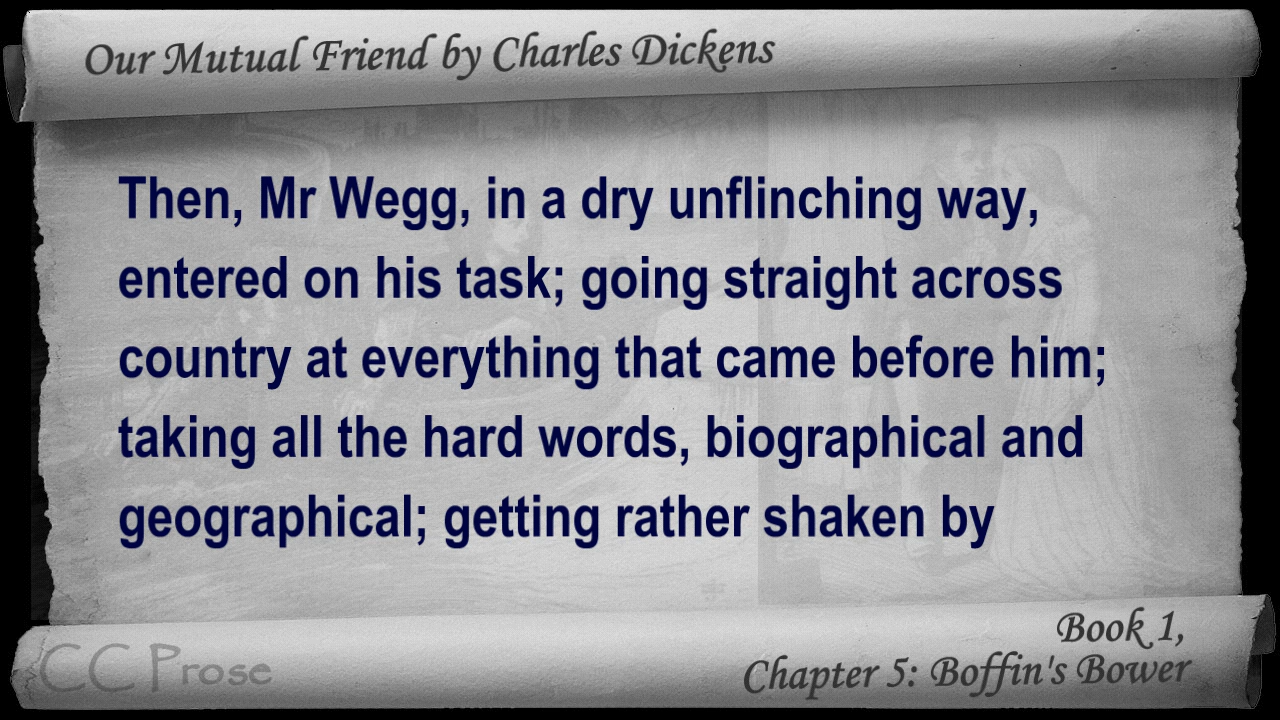 Our Mutual Friend by Charles Dickens
Then, Mr Wegg, in a dry unflinching way,
entered on his task; going straight across
country at everything that came before him;
taking all the hard words, biographical and
geographical; getting rather shaken by
Book 1,
CC Prose
Chapter 5: Boffin's Bower